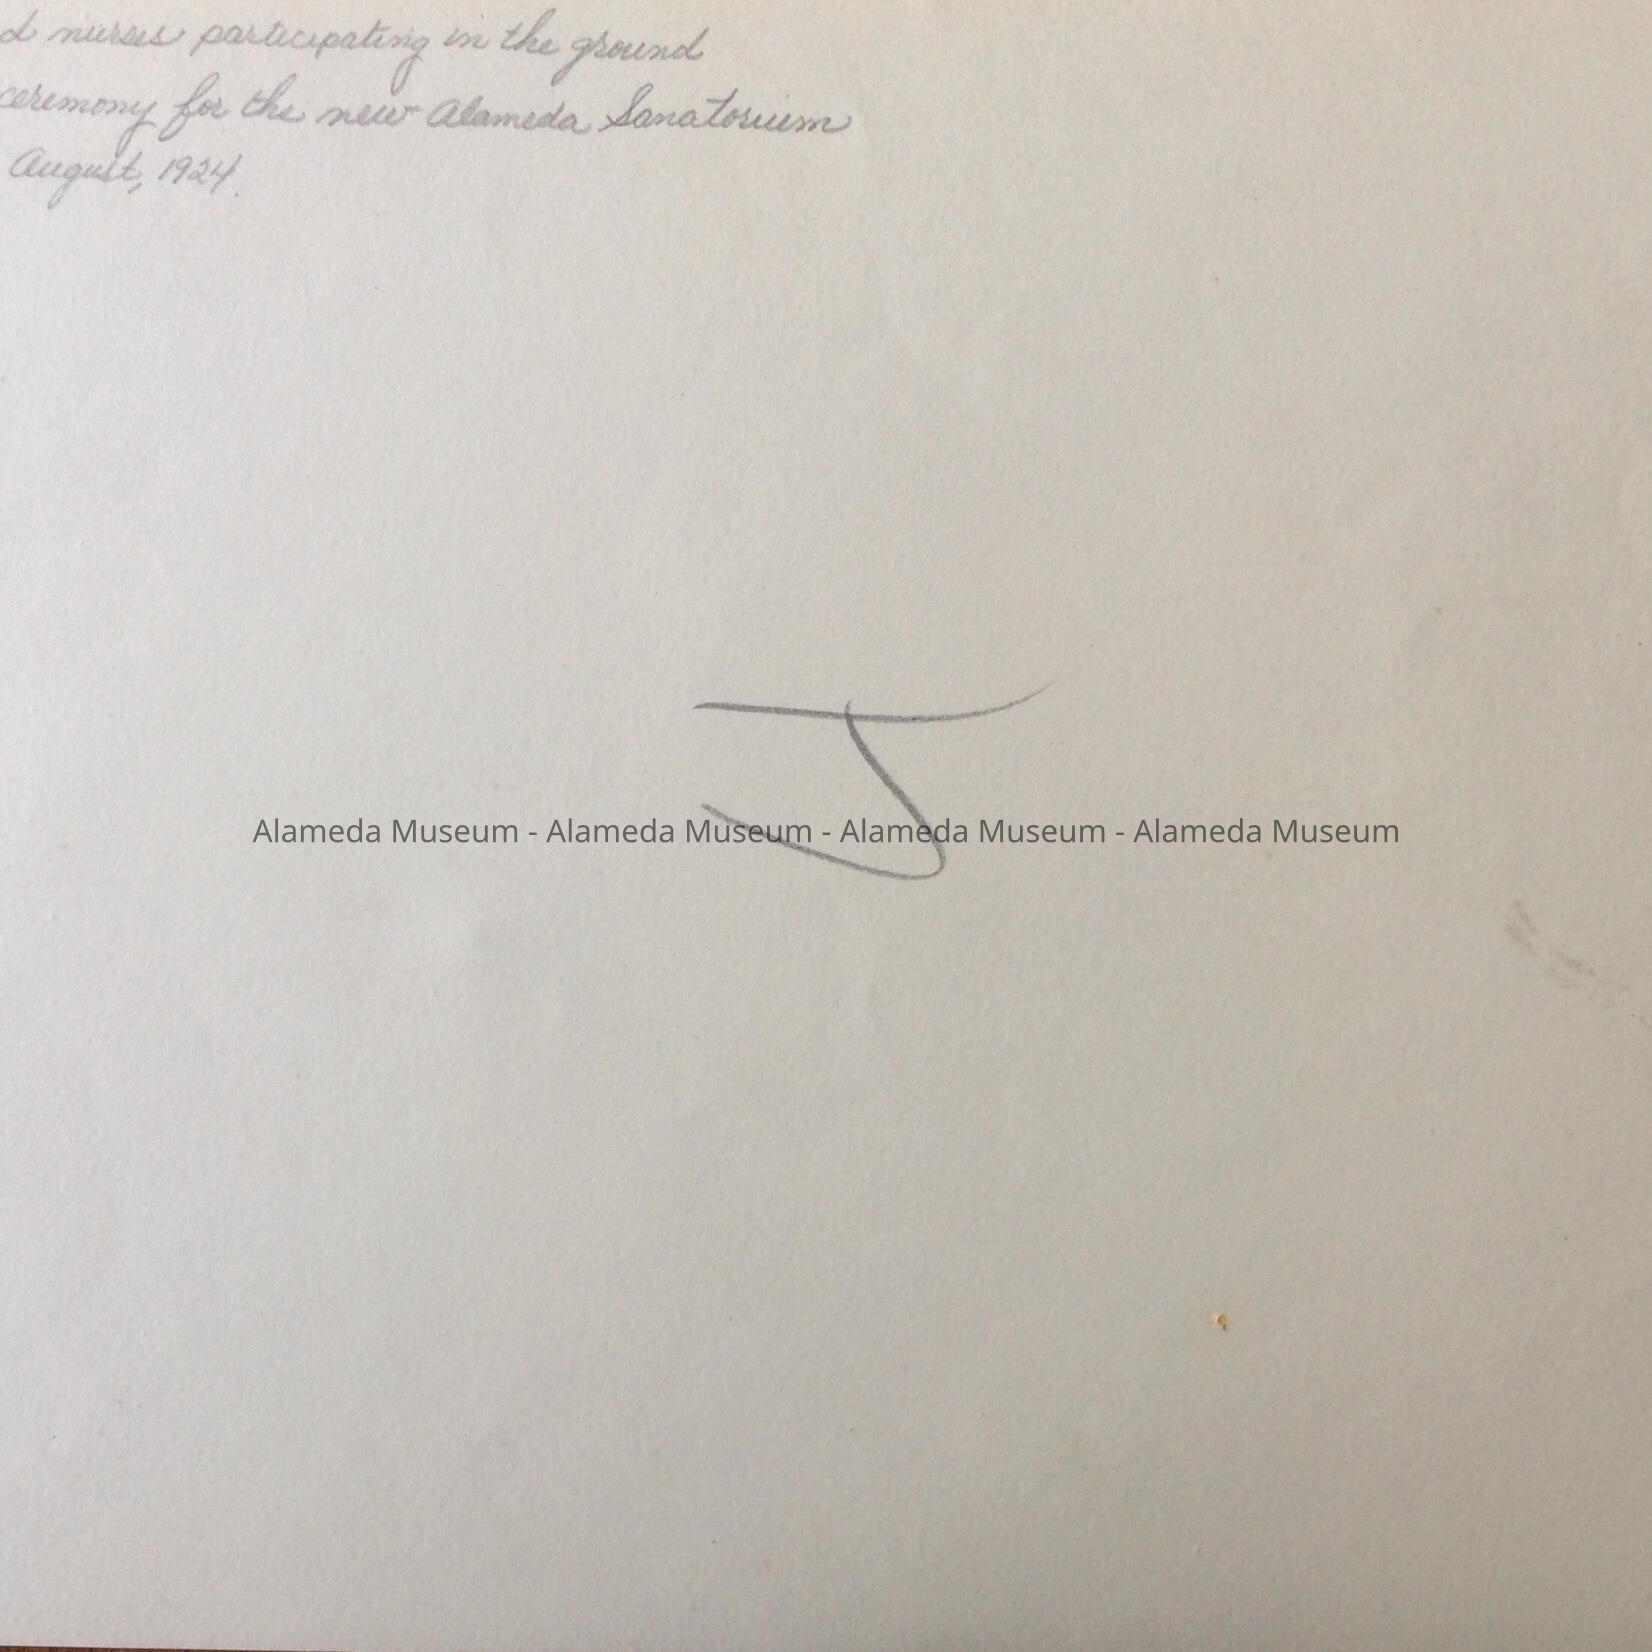 d nurses participating in the ground
ceremony for the new Alameda Sanatorium
August, 1924.
J
Alameda Museum - Alameda Museum - Alameda Museum - Alameda Museum